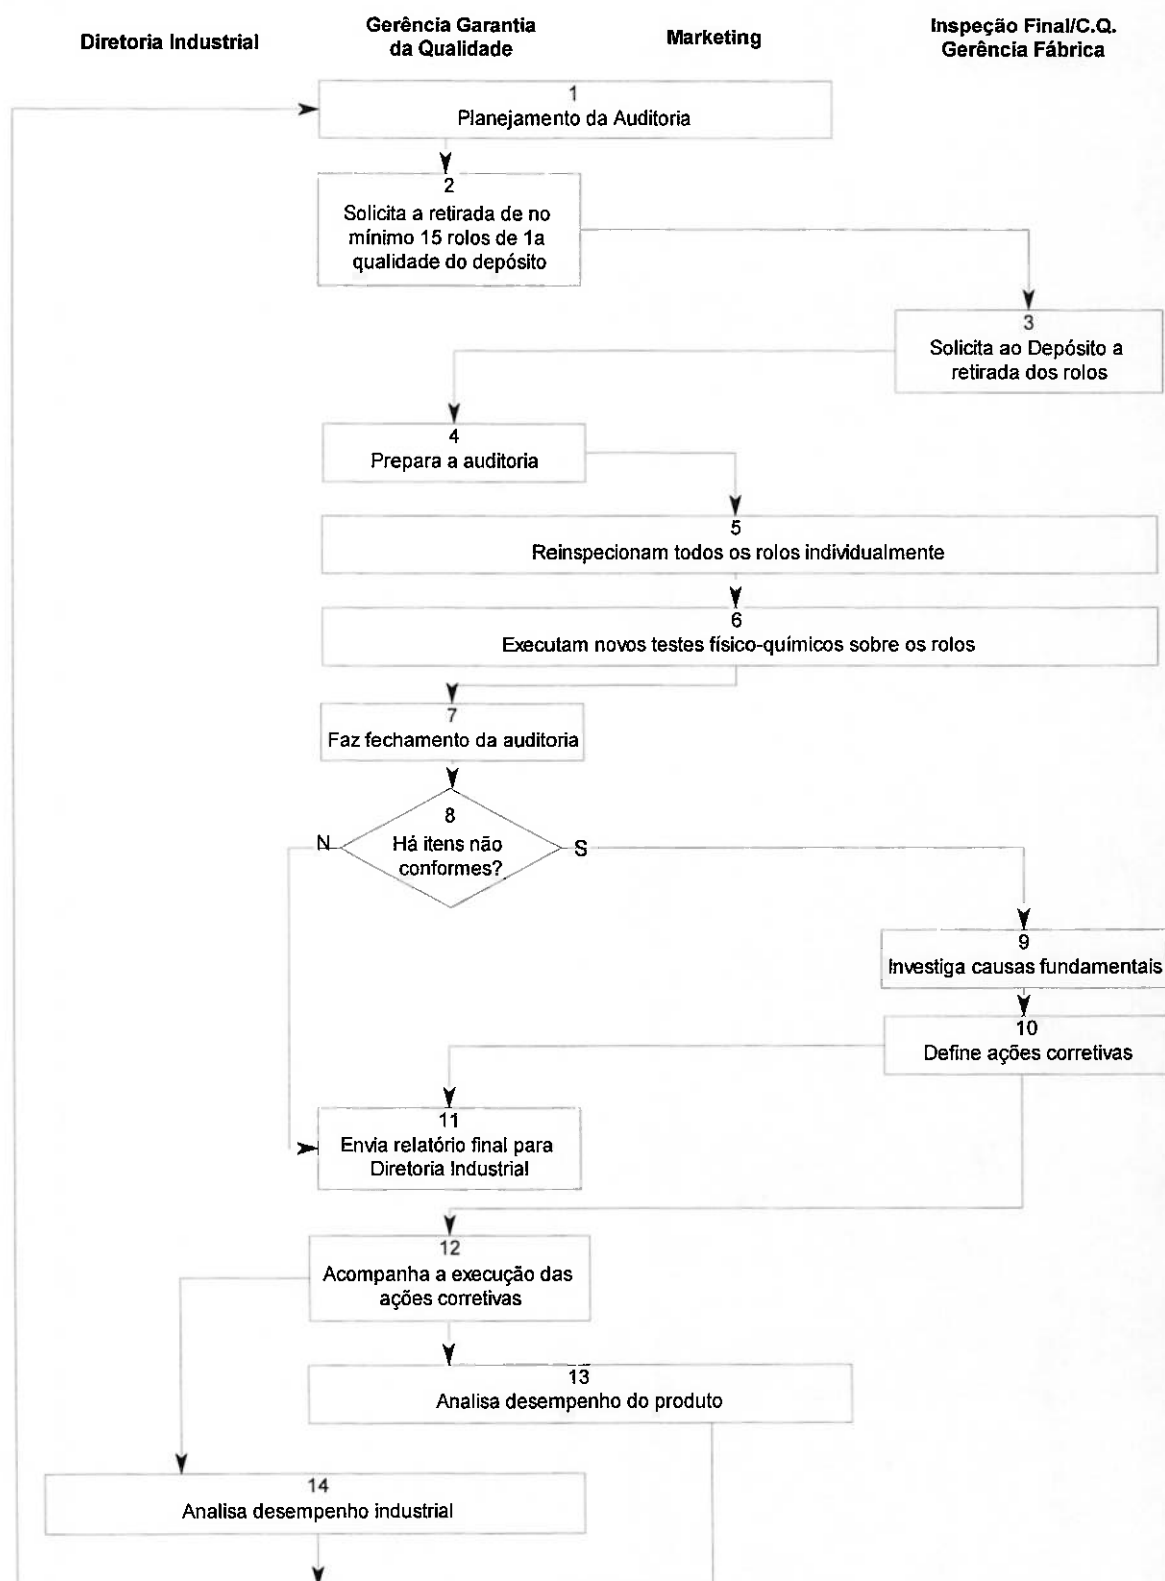 Diretoria Industrial
Gerência Garantia
da Qualidade
Marketing
Inspeção Final/C.Q.
Gerência Fábrica
1
Planejamento da Auditoria
2
Solicita a retirada de no
mínimo 15 rolos de 1a
qualidade do depósito
3
Solicita ao Depósito a
retirada dos rolos
4
Prepara a auditoria
5
Reinspecionam todos os rolos individualmente
6
Executam novos testes físico-químicos sobre os rolos
7
Faz fechamento da auditoria
8
Há itens não
conformes?
N
S
9
Investiga causas fundamentais
10
Define ações corretivas
11
Envia relatório final para
Diretoria Industrial
12
Acompanha a execução das
ações corretivas
13
Analisa desempenho do produto
14
Analisa desempenho industrial